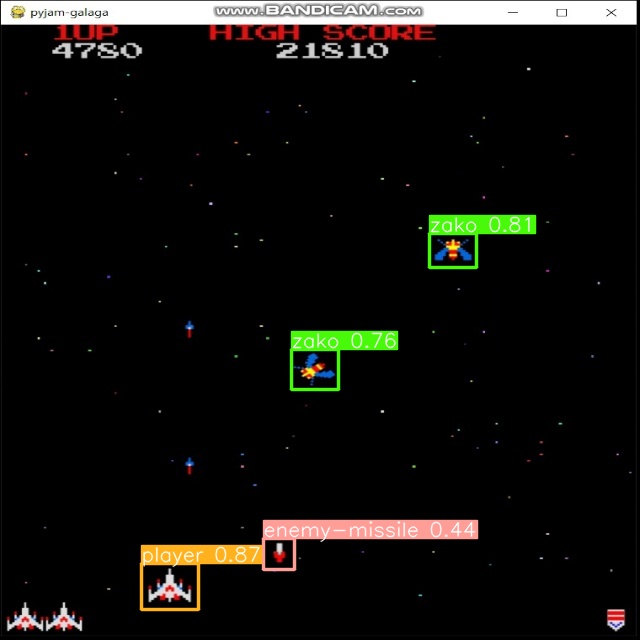 pyjam-galaga
www.BANDICAM.com
1UP HIGH SCORE
4780 21810
zako 0.81
zako 0.76
enemy-missile 0.44
player 0.87